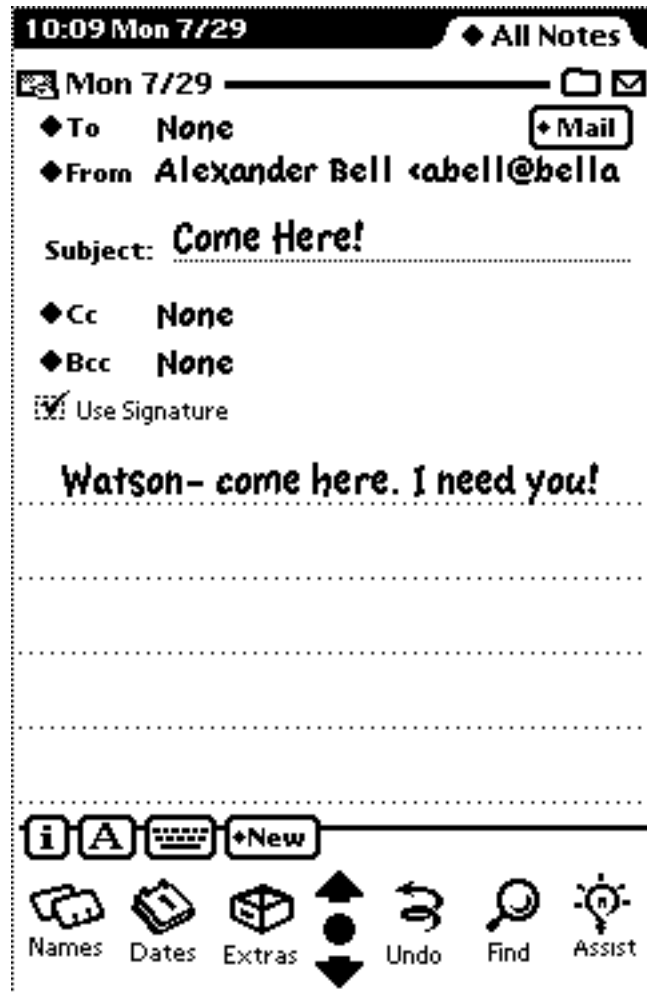 10:09 Mon 7/29 ◆ All Notes
Mon 7/29
◆To None ◆Mail
◆From Alexander Bell <abell@bella
Subject: Come Here!
◆Cc None
◆Bcc None
Use Signature
Watson– come here. I need you!
i A ◆New
Names Dates Extras Undo Find Assist